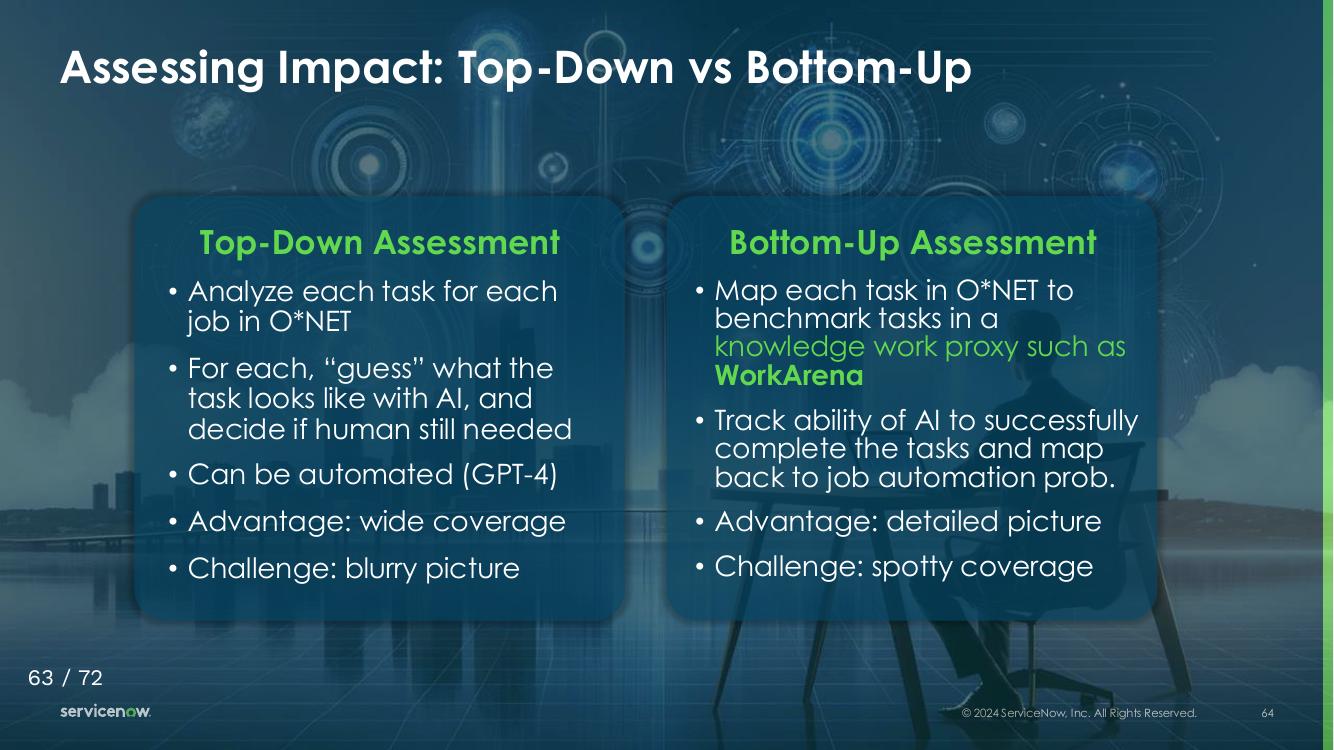 Assessing Impact: Top-Down vs Bottom-Up
Top-Down Assessment
• Analyze each task for each
job in O*NET
• For each, “guess” what the
task looks like with AI, and
decide if human still needed
• Can be automated (GPT-4)
• Advantage: wide coverage
• Challenge: blurry picture
Bottom-Up Assessment
• Map each task in O*NET to
benchmark tasks in a
knowledge work proxy such as
WorkArena
• Track ability of AI to successfully
complete the tasks and map
back to job automation prob.
• Advantage: detailed picture
• Challenge: spotty coverage
63 / 72
servicenow.
© 2024 ServiceNow, Inc. All Rights Reserved.
64